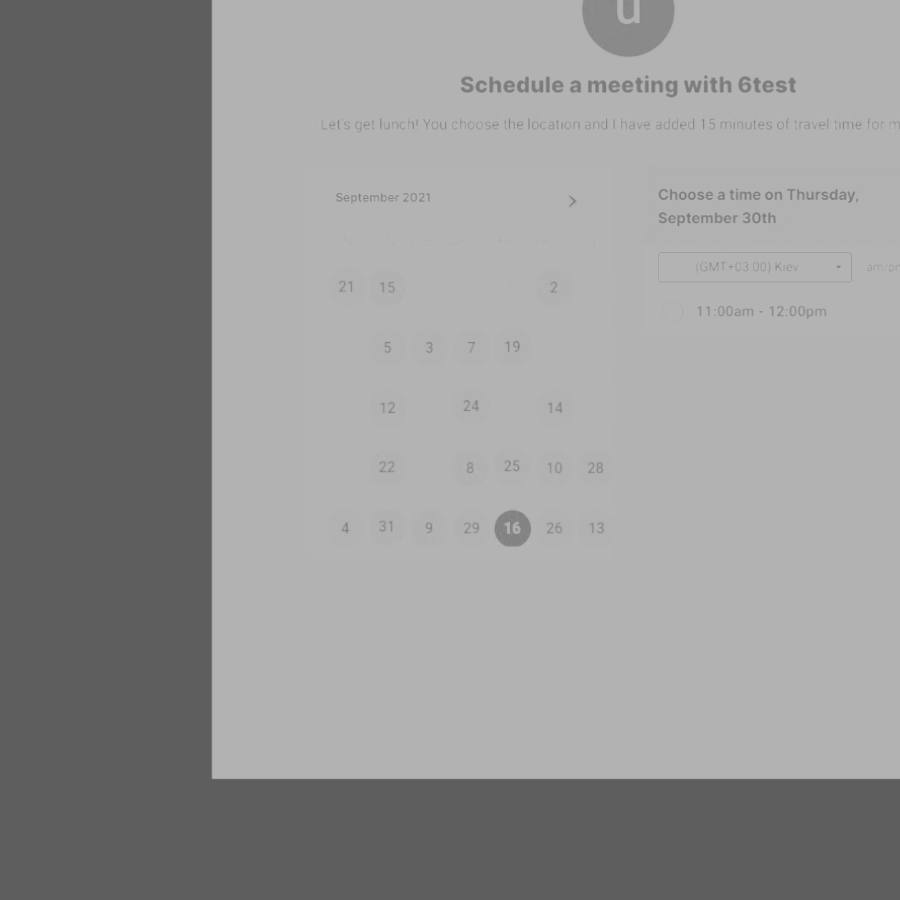 u
Schedule a meeting with 6test
Let's get lunch! You choose the location and I have added 15 minutes of travel time for m
September 2021
21 15 2
5 3 7 19
12 24 14
22 8 25 10 28
4 31 9 29 16 26 13
Choose a time on Thursday,
September 30th
(GMT+03:00) Kiev am/pm
11:00am - 12:00pm